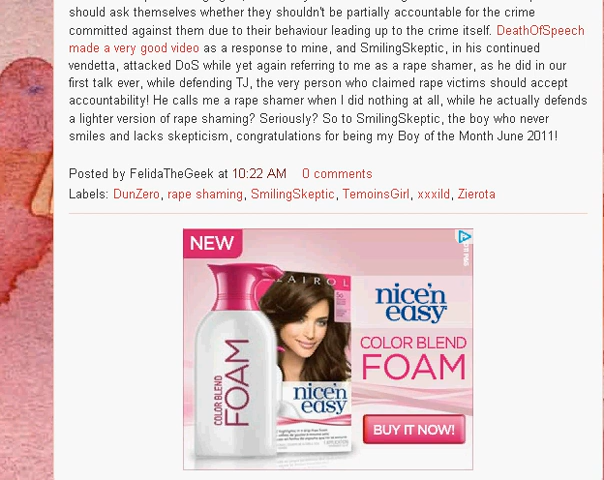 should ask themselves whether they shouldn't be partially accountable for the crime
committed against them due to their behaviour leading up to the crime itself. DeathOfSpeech
made a very good video as a response to mine, and SmilingSkeptic, in his continued
vendetta, attacked DoS while yet again referring to me as a rape shamer, as he did in our
first talk ever, while defending TJ, the very person who claimed rape victims should accept
accountability! He calls me a rape shamer when I did nothing at all, while he actually defends
a lighter version of rape shaming? Seriously? So to SmilingSkeptic, the boy who never
smiles and lacks skepticism, congratulations for being my Boy of the Month June 2011!
Posted by FelidaTheGeek at 10:22 AM 0 comments
Labels: DunZero, rape shaming, SmilingSkeptic, TemoinsGirl, xxxild, Zierota
NEW
CLAIROL
nice'n
easy
COLOR BLEND
FOAM
COLOR BLEND
FOAM
nice'n
easy
BUY IT NOW!